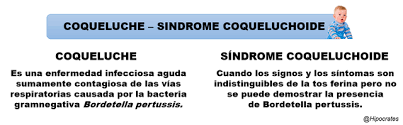 COQUELUCHE – SINDROME COQUELUCHOIDE
COQUELUCHE
Es una enfermedad infecciosa aguda
sumamente contagiosa de las vías
respiratorias causada por la bacteria
gramnegativa Bordetella pertussis.
SÍNDROME COQUELUCHOIDE
Cuando los signos y los síntomas son
indistinguibles de la tos ferina pero no
se puede demostrar la presencia
de Bordetella pertussis.
@Hipocrates